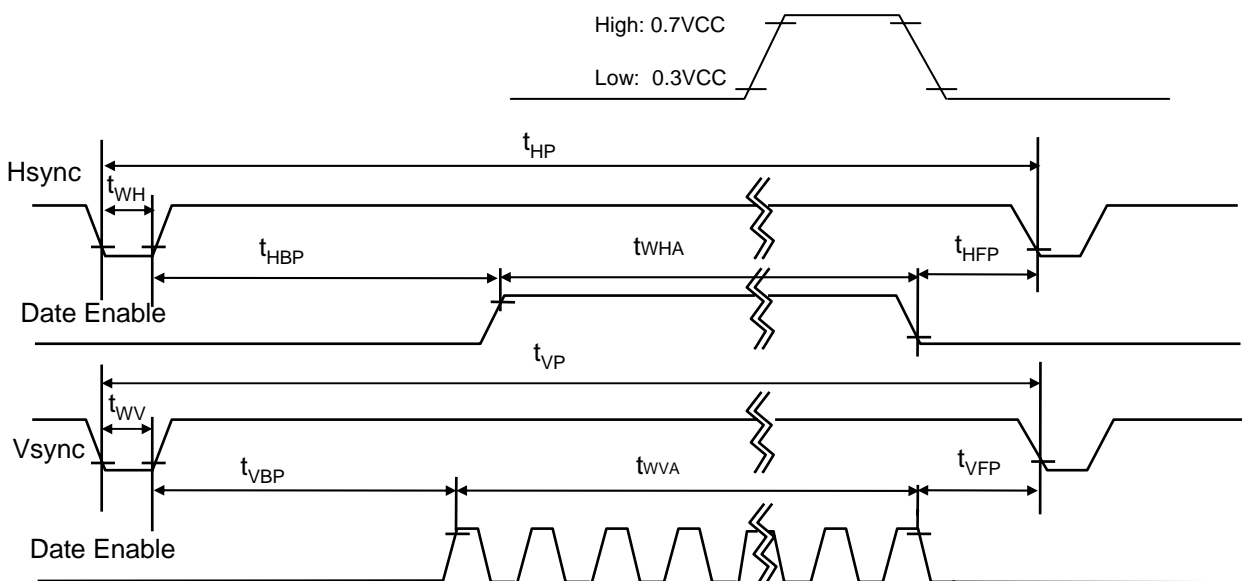 High: 0.7VCC
Low: 0.3VCC
tHP
Hsync
tWH
tHBP
tWHA
tHFP
Date Enable
tVP
tWV
Vsync
tVBP
tWVA
tVFP
Date Enable